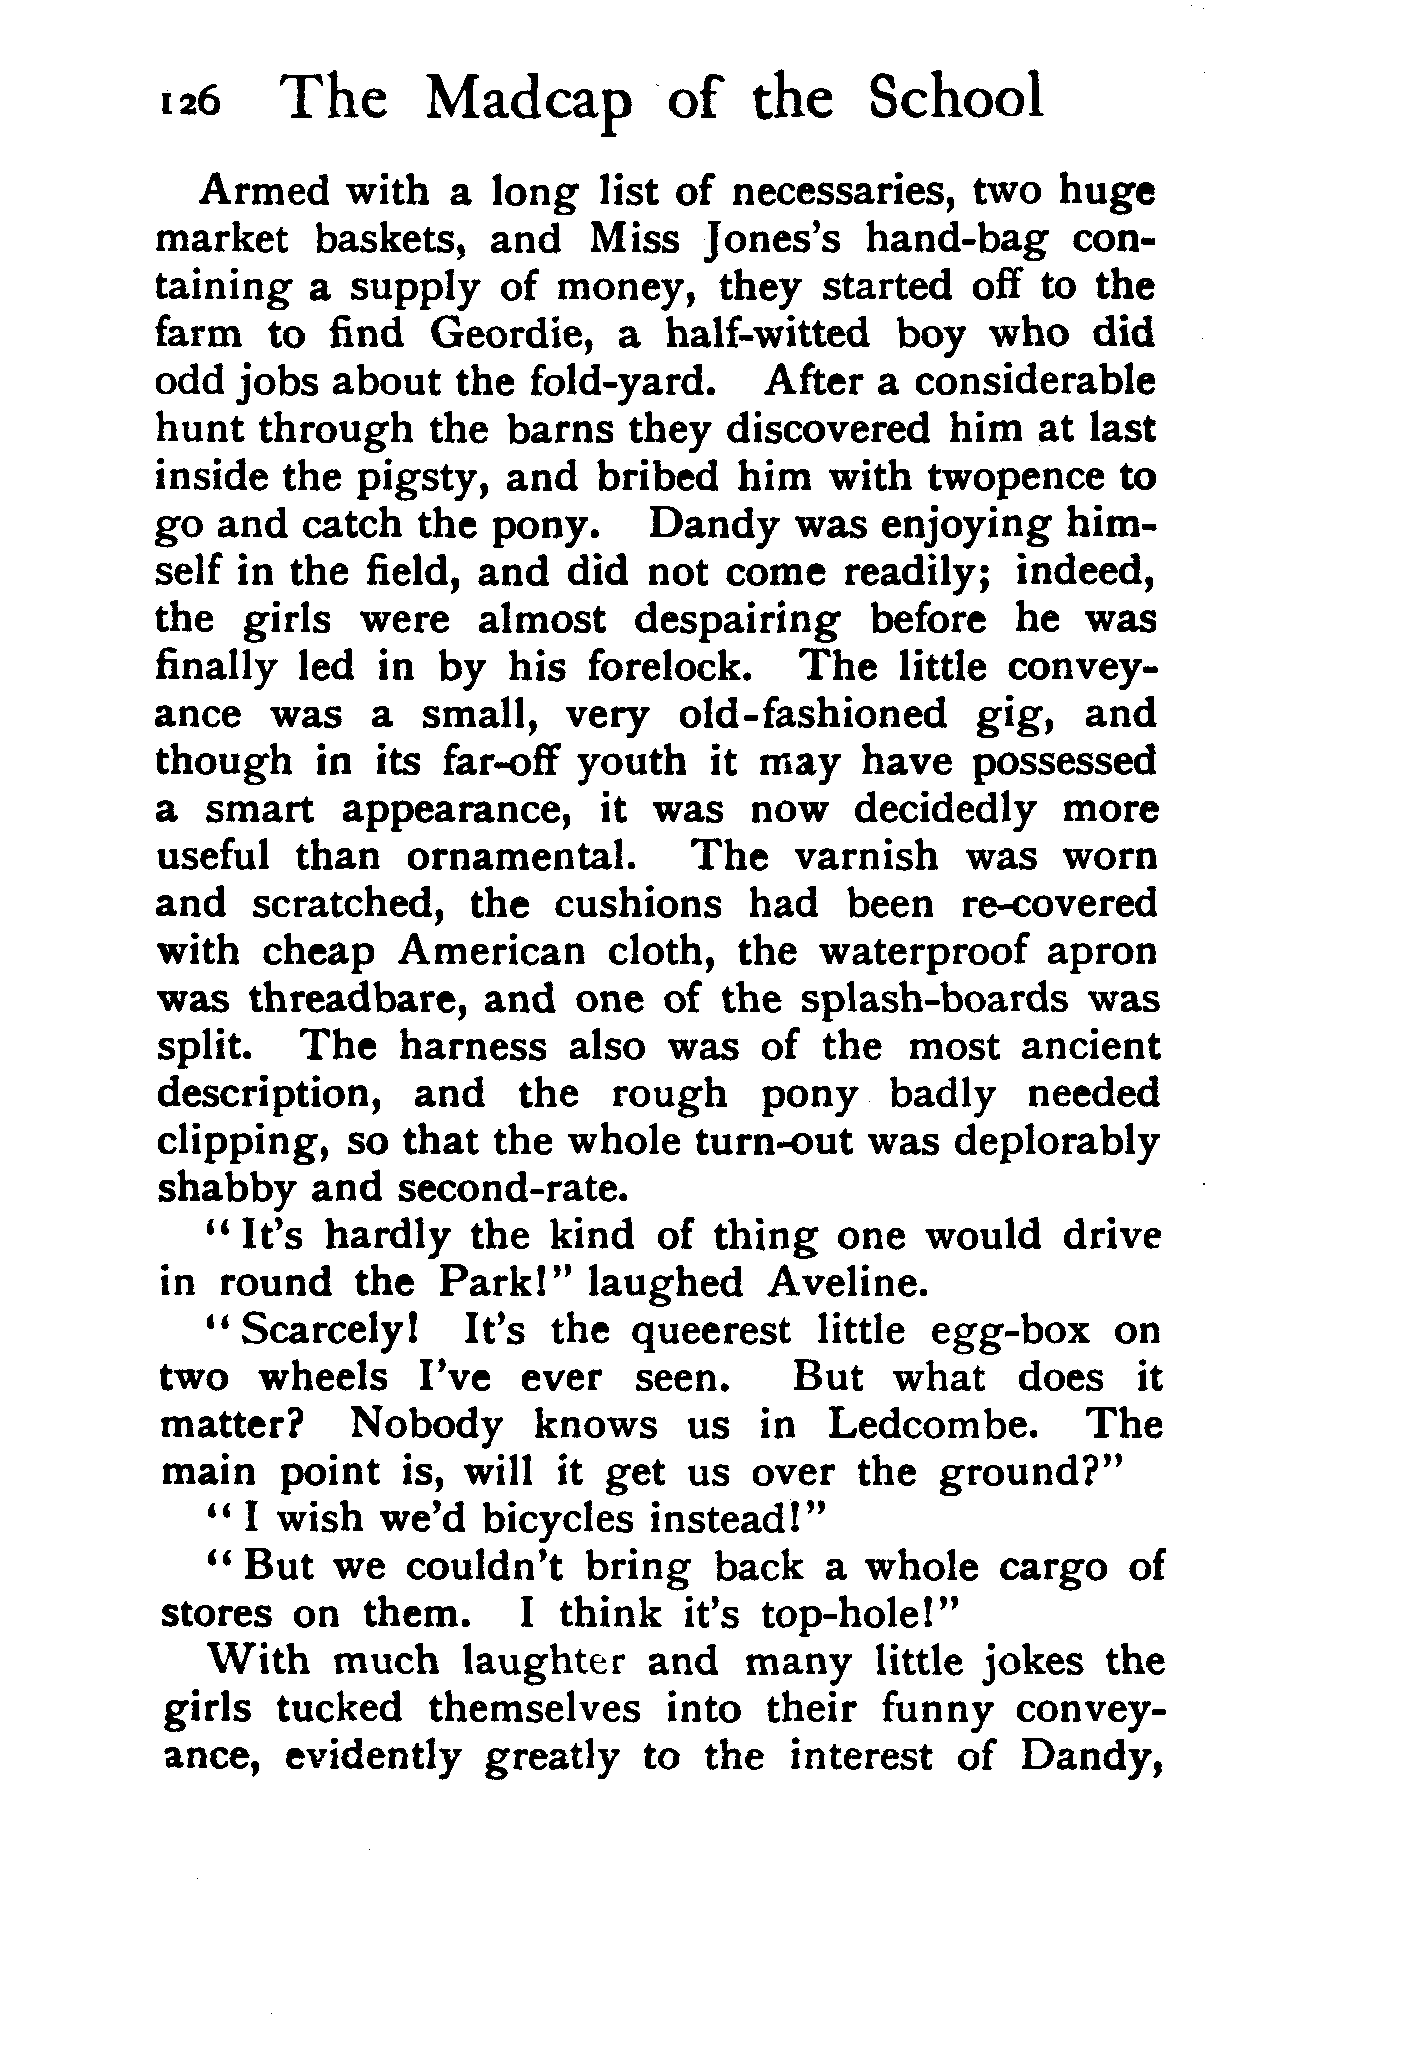 126 The Madcap of the School
Armed with a long list of necessaries, two huge
market baskets, and Miss Jones's hand-bag con-
taining a supply of money, they started off to the
farm to find Geordie, a half-witted boy who did
odd jobs about the fold-yard. After a considerable
hunt through the barns they discovered him at last
inside the pigsty, and bribed him with twopence to
go and catch the pony. Dandy was enjoying him-
self in the field, and did not come readily; indeed,
the girls were almost despairing before he was
finally led in by his forelock. The little convey-
ance was a small, very old-fashioned gig, and
though in its far-off youth it may have possessed
a smart appearance, it was now decidedly more
useful than ornamental. The varnish was worn
and scratched, the cushions had been re-covered
with cheap American cloth, the waterproof apron
was threadbare, and one of the splash-boards was
split. The harness also was of the most ancient
description, and the rough pony badly needed
clipping, so that the whole turn-out was deplorably
shabby and second-rate.
"It's hardly the kind of thing one would drive
in round the Park!" laughed Aveline.
"Scarcely! It's the queerest little egg-box on
two wheels I've ever seen. But what does it
matter? Nobody knows us in Ledcombe. The
main point is, will it get us over the ground?"
"I wish we'd bicycles instead!"
"But we couldn't bring back a whole cargo of
stores on them. I think it's top-hole!"
With much laughter and many little jokes the
girls tucked themselves into their funny convey-
ance, evidently greatly to the interest of Dandy,